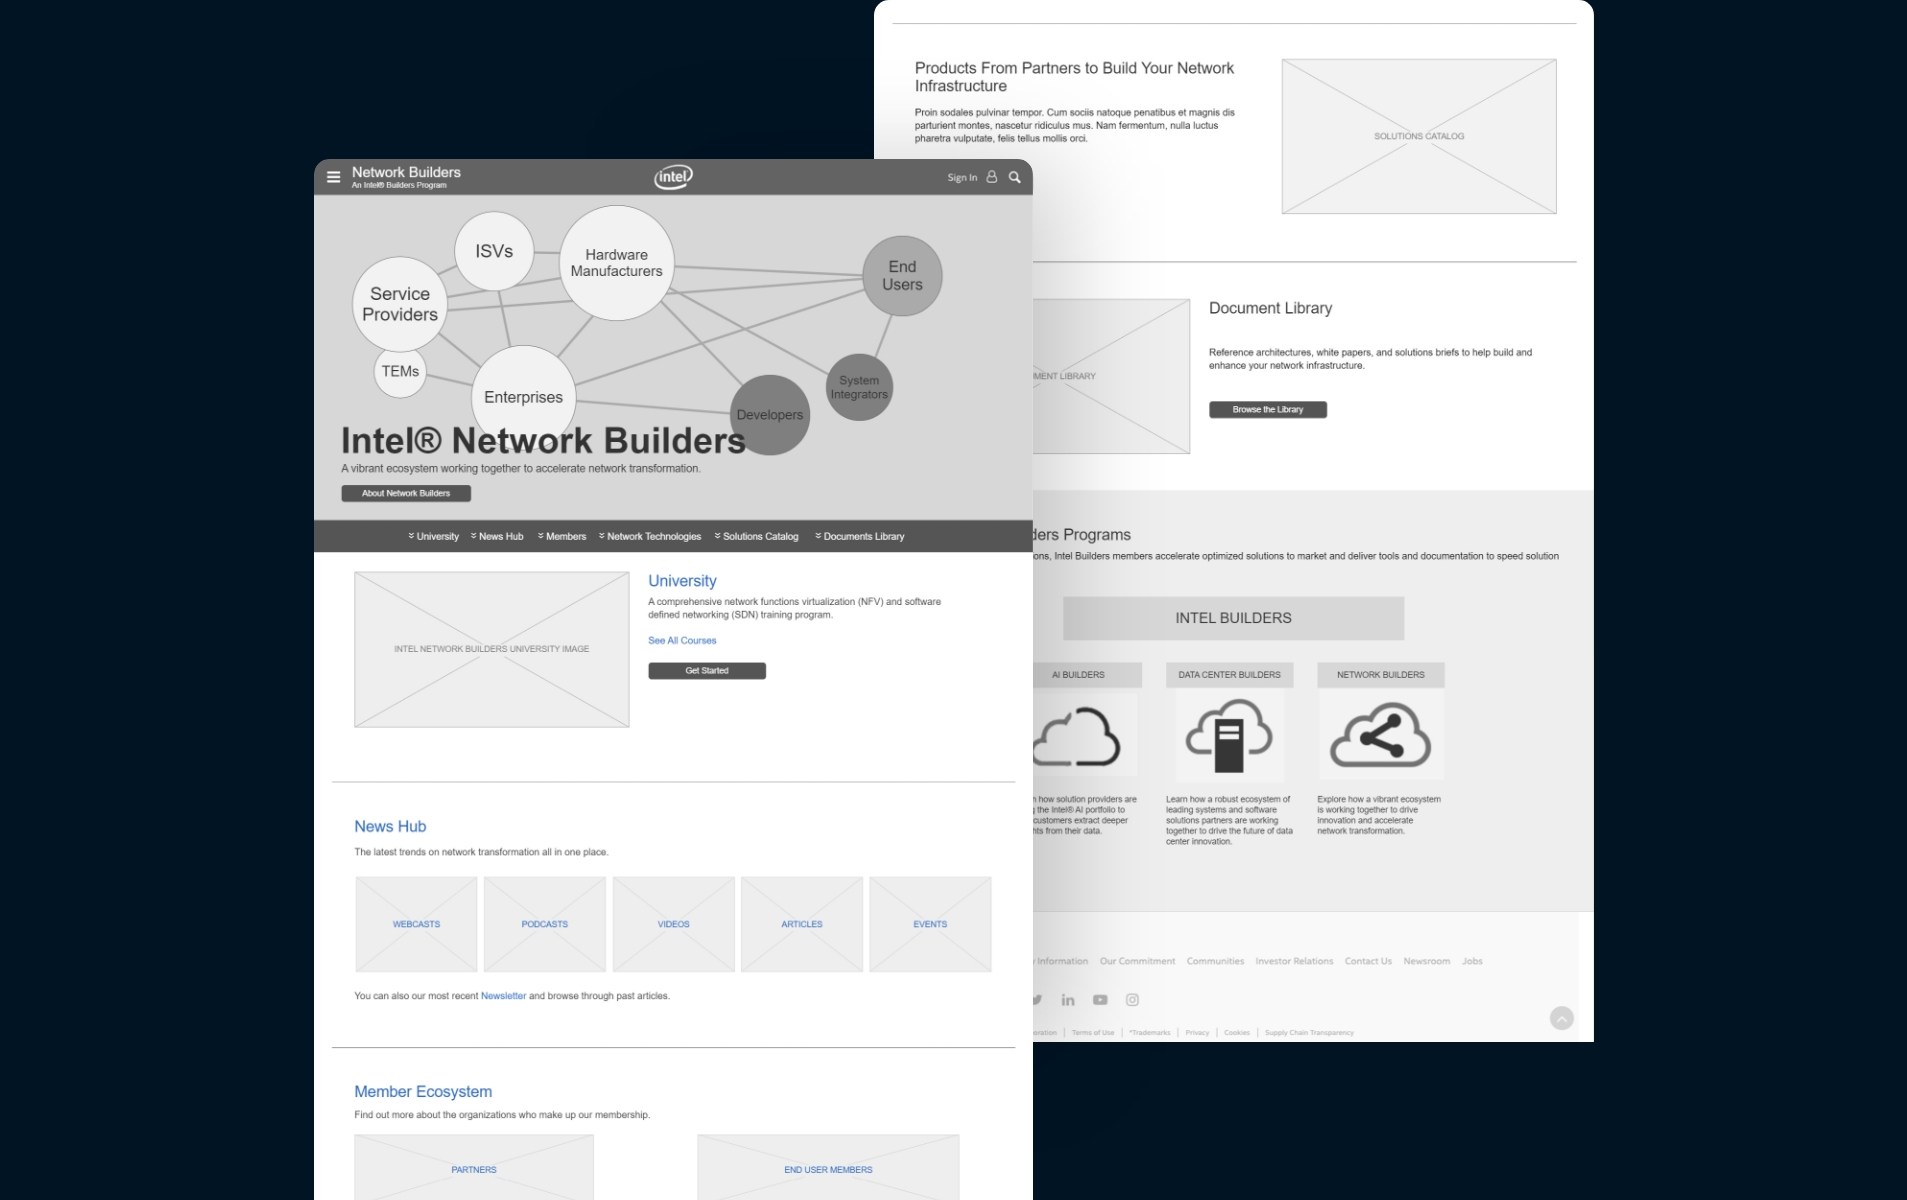 Network Builders
An Intel® Builders Program
intel
Sign In
ISVs
Hardware
Manufacturers
End
Users
Service
Providers
TEMs
Enterprises
System
Integrators
Developers
Intel® Network Builders
A vibrant ecosystem working together to accelerate network transformation.
About Network Builders
University
News Hub
Members
Network Technologies
Solutions Catalog
Documents Library
INTEL NETWORK BUILDERS UNIVERSITY IMAGE
University
A comprehensive network functions virtualization (NFV) and software
defined networking (SDN) training program.
See All Courses
Get Started
News Hub
The latest trends on network transformation all in one place.
WEBCASTS
PODCASTS
VIDEOS
ARTICLES
EVENTS
You can also our most recent Newsletter and browse through past articles.
Member Ecosystem
Find out more about the organizations who make up our membership.
PARTNERS
END USER MEMBERS
Products From Partners to Build Your Network
Infrastructure
Proin sodales pulvinar tempor. Cum sociis natoque penatibus et magnis dis
parturient montes, nascetur ridiculus mus. Nam fermentum, nulla luctus
pharetra vulputate, felis tellus mollis orci.
SOLUTIONS CATALOG
LIBRARY
Document Library
Reference architectures, white papers, and solutions briefs to help build and
enhance your network infrastructure.
Browse the Library
Programs
Intel Builders members accelerate optimized solutions to market and deliver tools and documentation to speed solution
INTEL BUILDERS
AI BUILDERS
how solution providers are
the Intel® AI portfolio to
customers extract deeper
from their data.
DATA CENTER BUILDERS
Learn how a robust ecosystem of
leading systems and software
solutions partners are working
together to drive the future of data
center innovation.
NETWORK BUILDERS
Explore how a vibrant ecosystem
is working together to drive
innovation and accelerate
network transformation.
Information
Our Commitment
Communities
Investor Relations
Contact Us
Newsroom
Jobs
in
Terms of Use | *Trademarks | Privacy | Cookies | Supply Chain Transparency